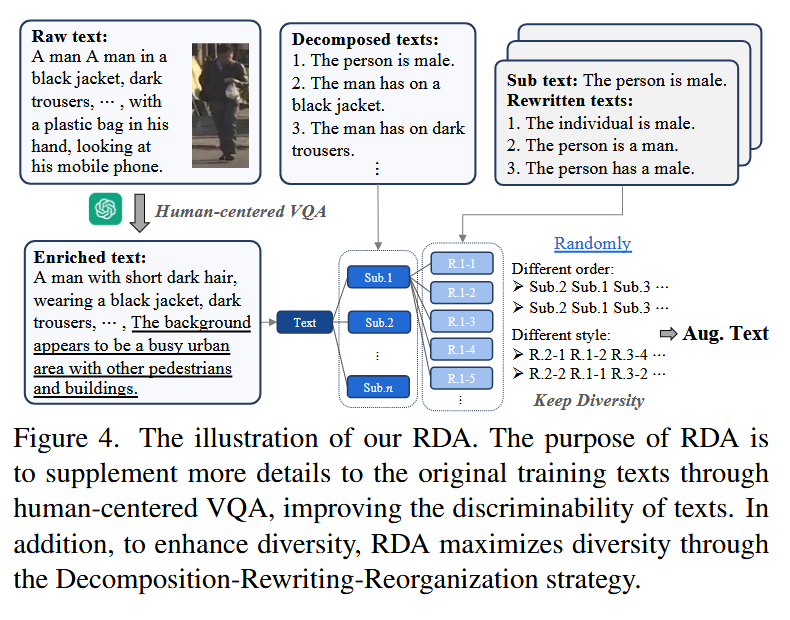 Raw text:
A man A man in a
black jacket, dark
trousers, ⋯ , with
a plastic bag in his
hand, looking at
his mobile phone.
Decomposed texts:
1. The person is male.
2. The man has on a
black jacket.
3. The man has on dark
trousers.
⋮
Sub text: The person is male.
Rewritten texts:
1. The individual is male.
2. The person is a man.
3. The person has a male.
Human-centered VQA
Enriched text:
A man with short dark hair,
wearing a black jacket, dark
trousers, ⋯ , The background
appears to be a busy urban
area with other pedestrians
and buildings.
Text
Sub.1
Sub.2
⋮
Sub.n
R.1-1
R.1-2
R.1-3
R.1-4
R.1-5
⋮
Randomly
Different order:
➢ Sub.2 Sub.1 Sub.3 ⋯
➢ Sub.2 Sub.1 Sub.3 ⋯
Different style:
➢ R.2-1 R.1-2 R.3-4 ⋯
➢ R.2-2 R.1-1 R.3-2 ⋯
Keep Diversity
Aug. Text
Figure 4. The illustration of our RDA. The purpose of RDA is
to supplement more details to the original training texts through
human-centered VQA, improving the discriminability of texts. In
addition, to enhance diversity, RDA maximizes diversity through
the Decomposition-Rewriting-Reorganization strategy.